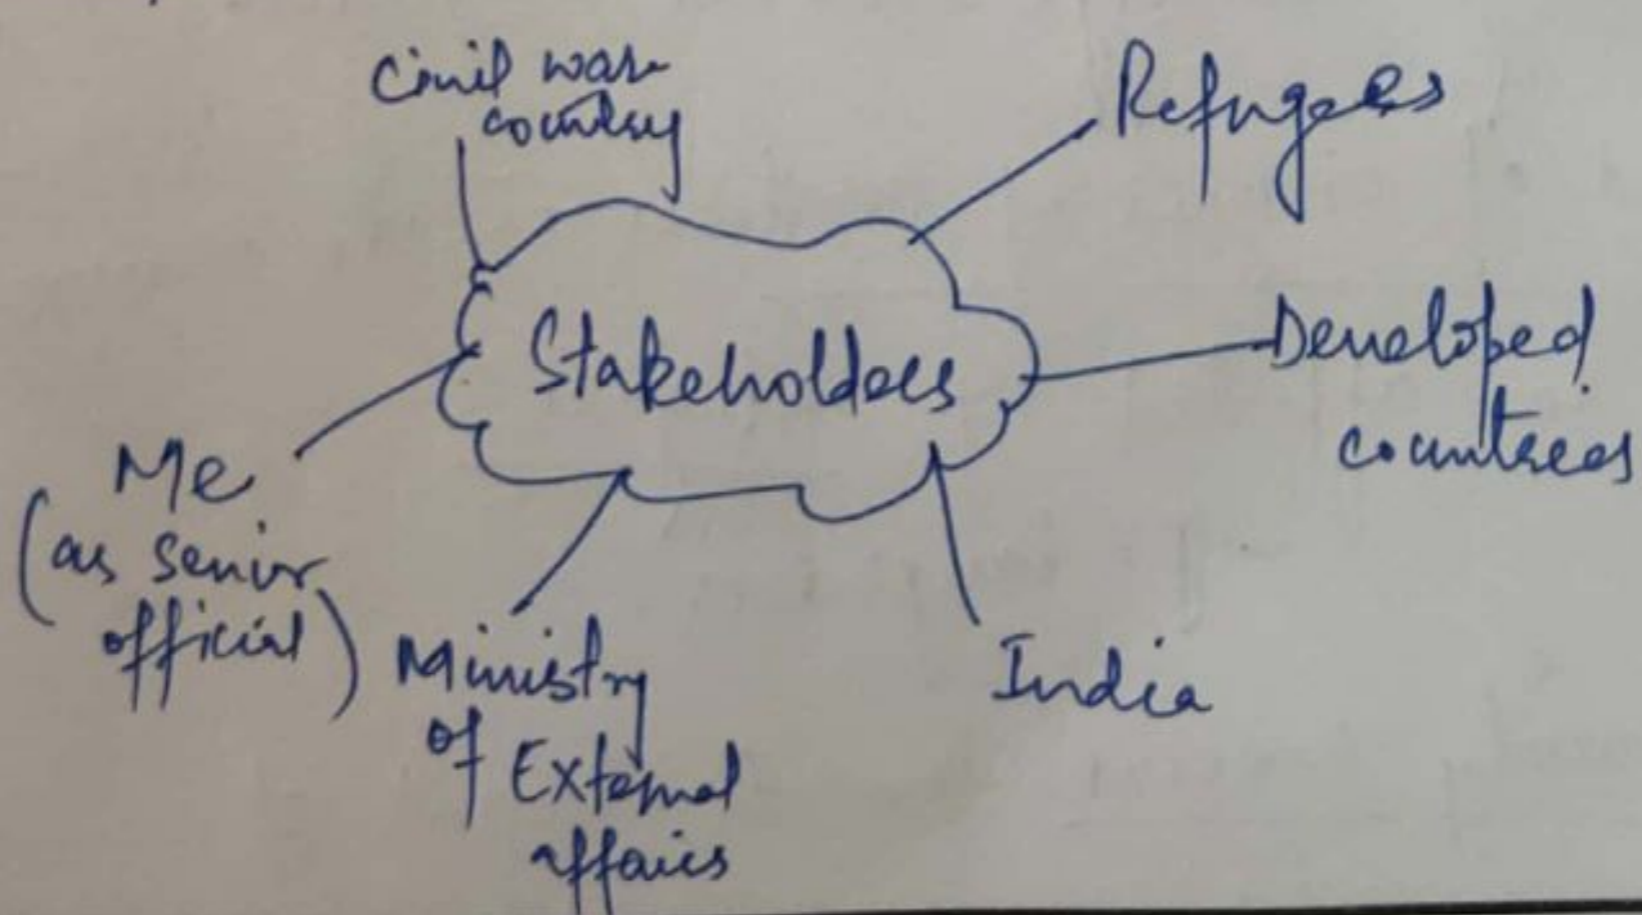 Civil war
country
Refugees
Stakeholders
Developed
countries
Me
(as senior
official)
Ministry
of External
affairs
India